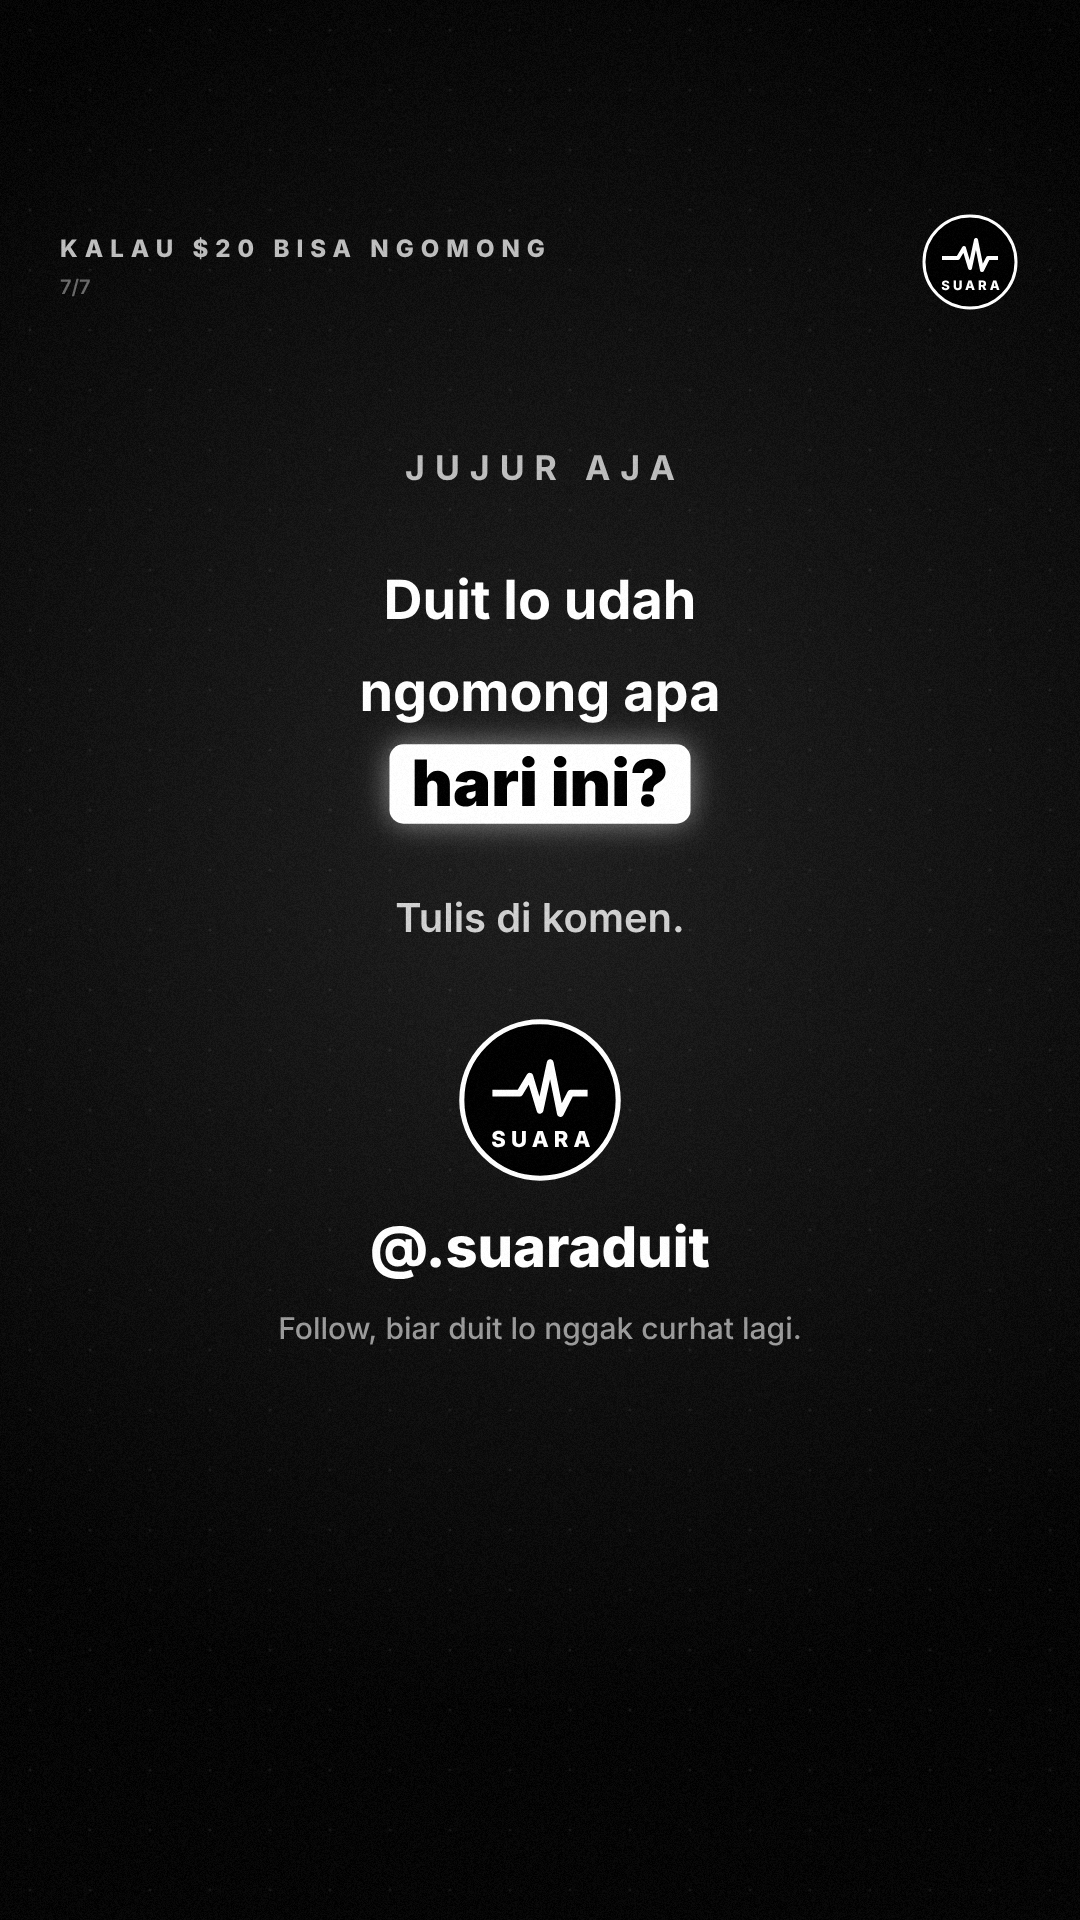 KALAU $20 BISA NGOMONG
7/7
SUARA
JUJUR AJA
Duit lo udah
ngomong apa
hari ini?
Tulis di komen.
SUARA
@.suaraduit
Follow, biar duit lo nggak curhat lagi.